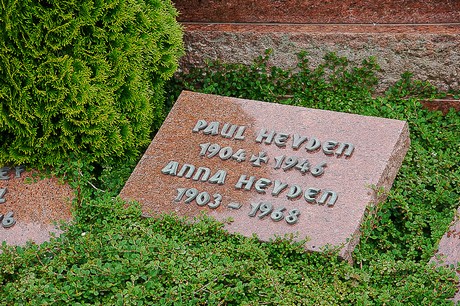 PAUL HEYDEN
1904 ✠ 1946
ANNA HEYDEN
1903 - 1968